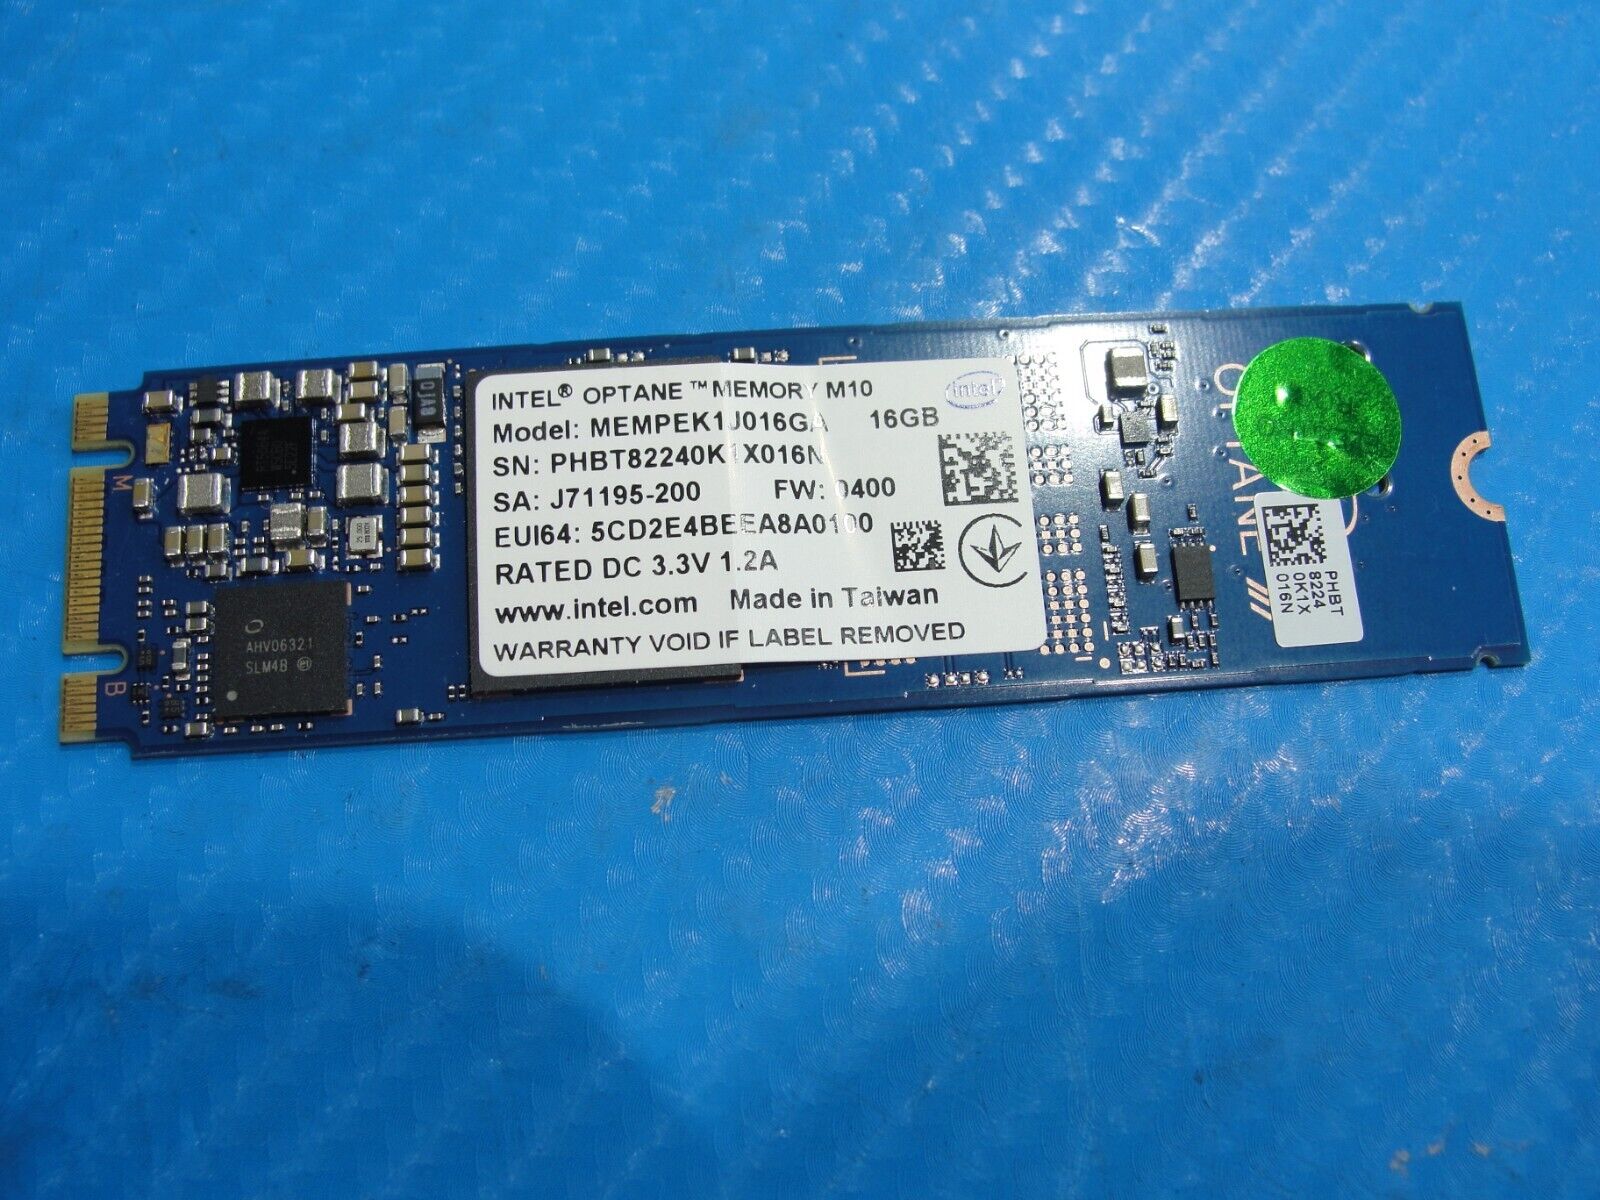 INTEL® OPTANE™ MEMORY M10
intel
Model: MEMPEK1J016GA 16GB
SN: PHBT82240K1X016N
SA: J71195-200 FW: 0400
EUI64: 5CD2E4BEEEA8A0100
RATED DC 3.3V 1.2A
www.intel.com Made in Taiwan
WARRANTY VOID IF LABEL REMOVED
M
B
AHV06321
SLM4B
PHBT
8224
0K1X
016N